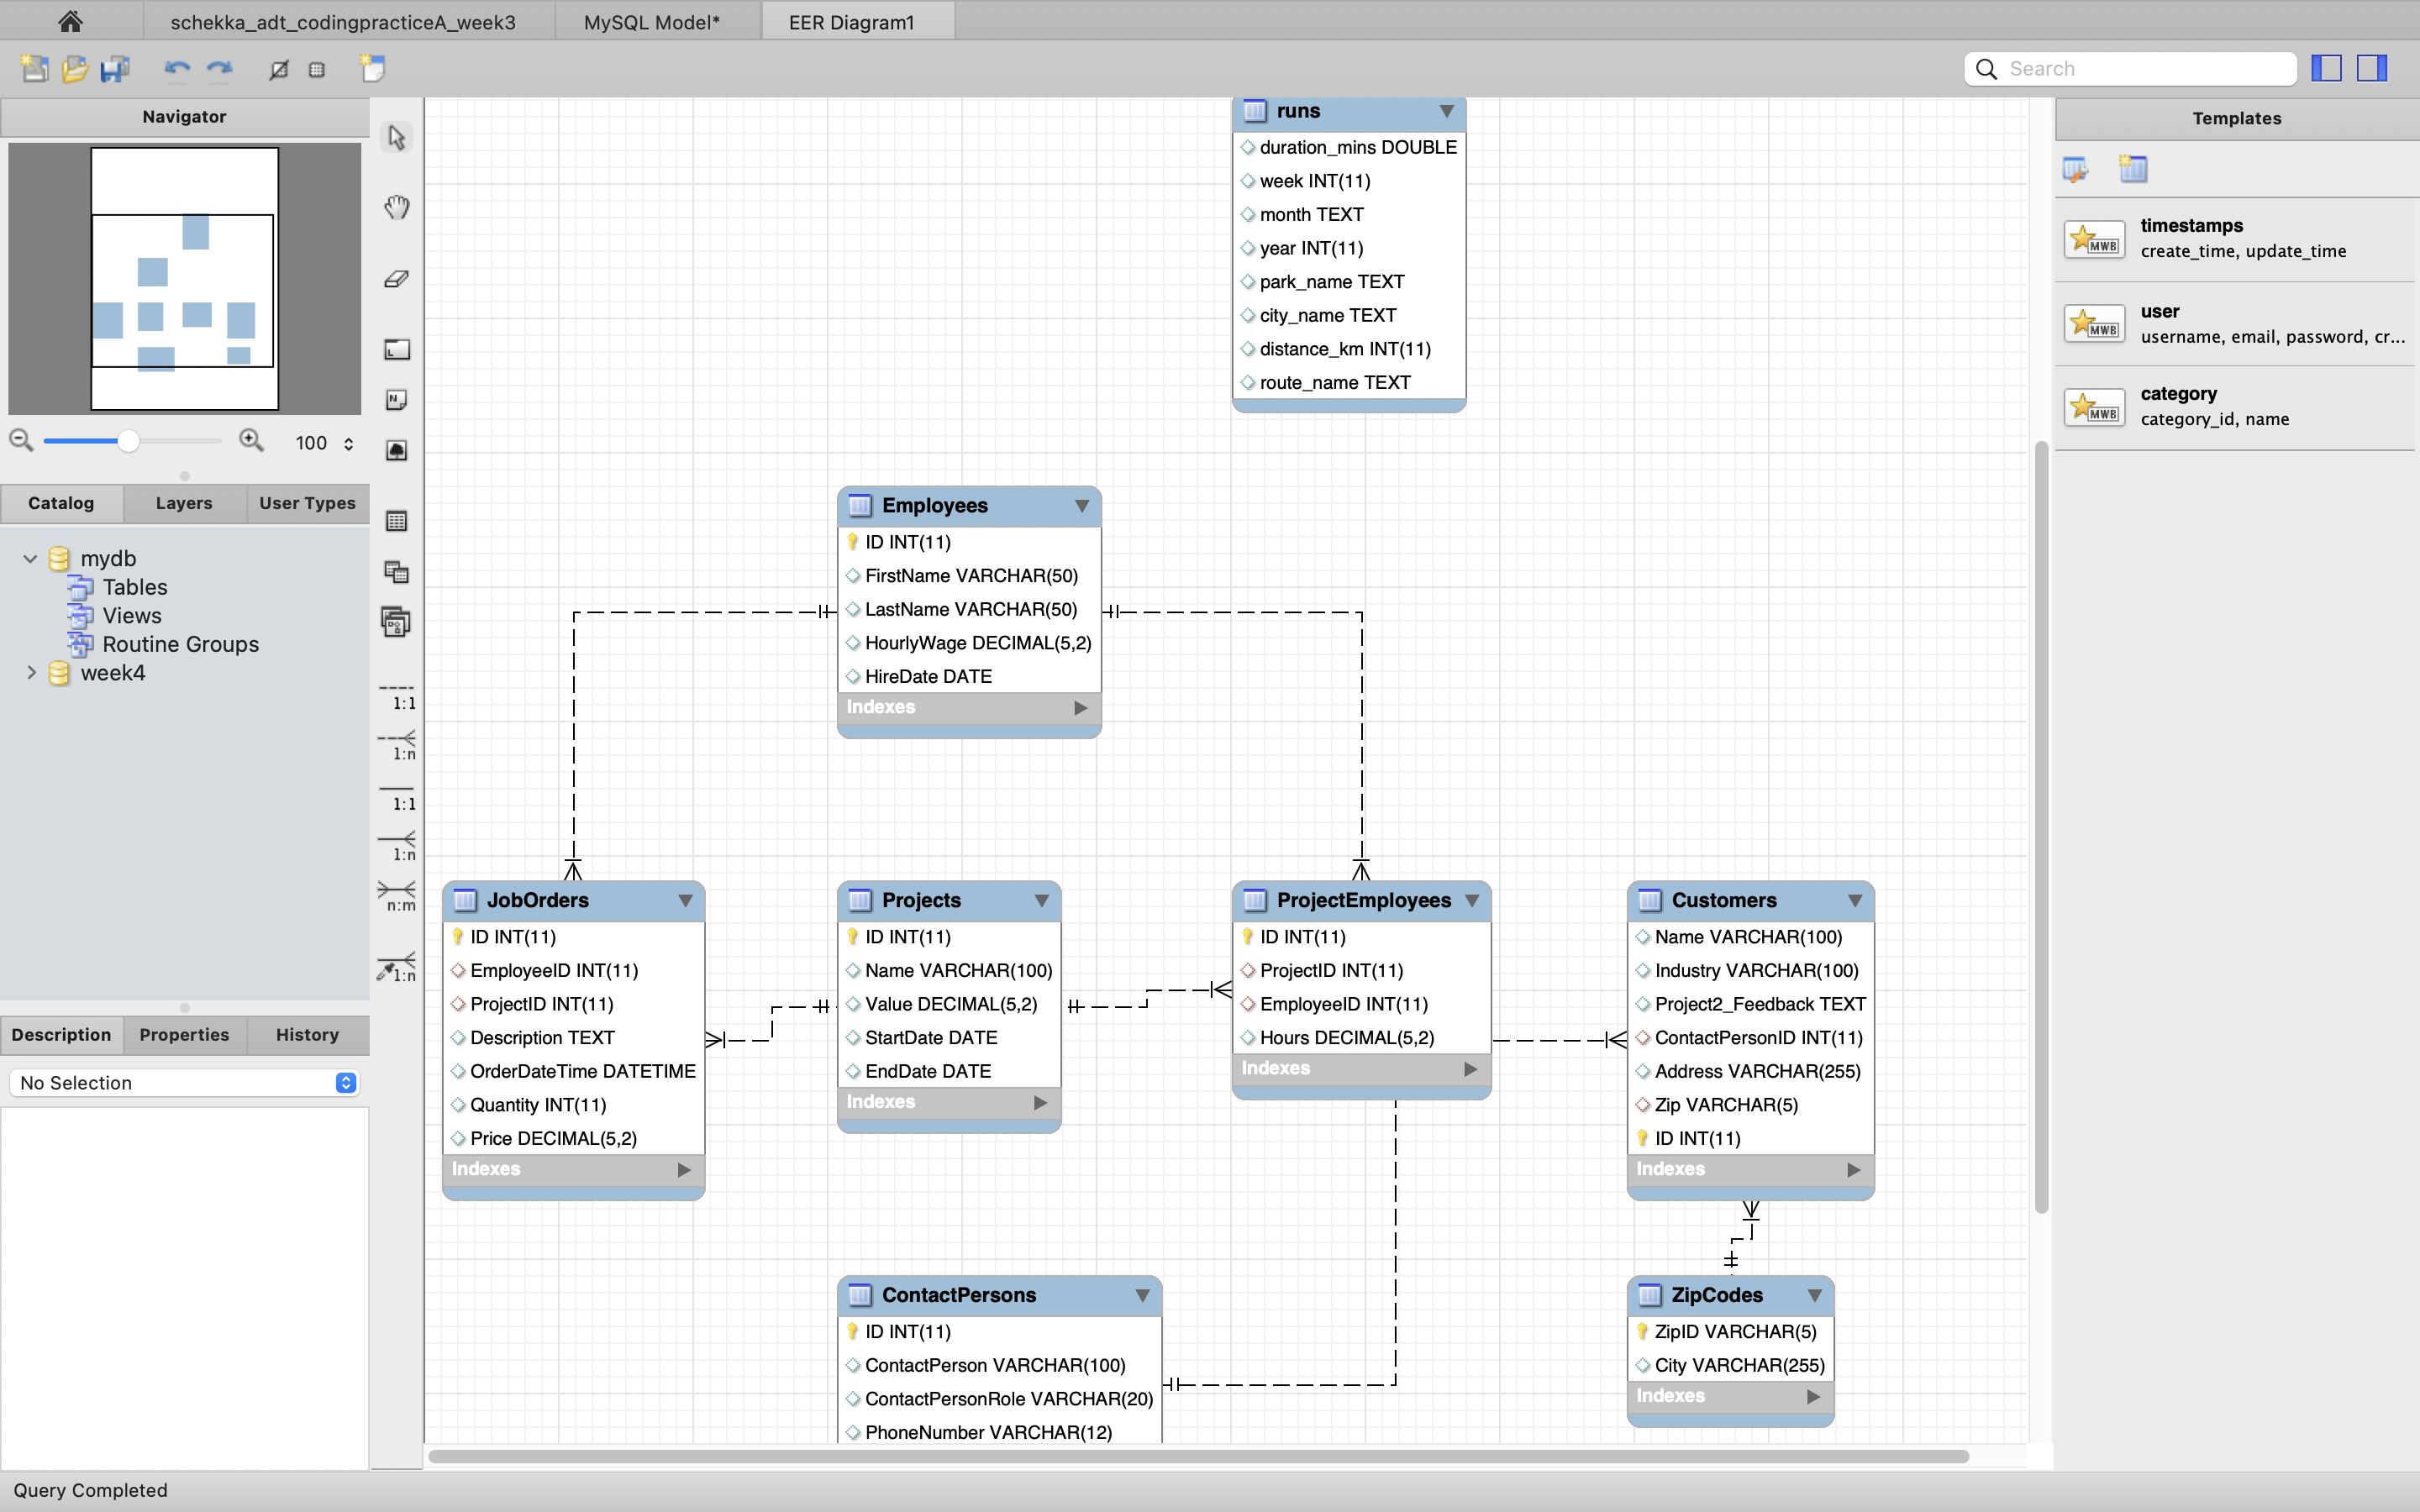 schekka_adt_codingpracticeA_week3
MySQL Model*
EER Diagram1
Search
Navigator
100
Catalog
Layers
User Types
mydb
Tables
Views
Routine Groups
week4
Description
Properties
History
No Selection
1:1
1:n
1:1
1:n
n:m
1:n
runs
duration_mins DOUBLE
week INT(11)
month TEXT
year INT(11)
park_name TEXT
city_name TEXT
distance_km INT(11)
route_name TEXT
Employees
ID INT(11)
FirstName VARCHAR(50)
LastName VARCHAR(50)
HourlyWage DECIMAL(5,2)
HireDate DATE
Indexes
JobOrders
ID INT(11)
EmployeeID INT(11)
ProjectID INT(11)
Description TEXT
OrderDateTime DATETIME
Quantity INT(11)
Price DECIMAL(5,2)
Indexes
Projects
ID INT(11)
Name VARCHAR(100)
Value DECIMAL(5,2)
StartDate DATE
EndDate DATE
Indexes
ProjectEmployees
ID INT(11)
ProjectID INT(11)
EmployeeID INT(11)
Hours DECIMAL(5,2)
Indexes
Customers
Name VARCHAR(100)
Industry VARCHAR(100)
Project2_Feedback TEXT
ContactPersonID INT(11)
Address VARCHAR(255)
Zip VARCHAR(5)
ID INT(11)
Indexes
ContactPersons
ID INT(11)
ContactPerson VARCHAR(100)
ContactPersonRole VARCHAR(20)
PhoneNumber VARCHAR(12)
ZipCodes
ZipID VARCHAR(5)
City VARCHAR(255)
Indexes
Templates
MWB
timestamps
create_time, update_time
MWB
user
username, email, password, cr...
MWB
category
category_id, name
Query Completed